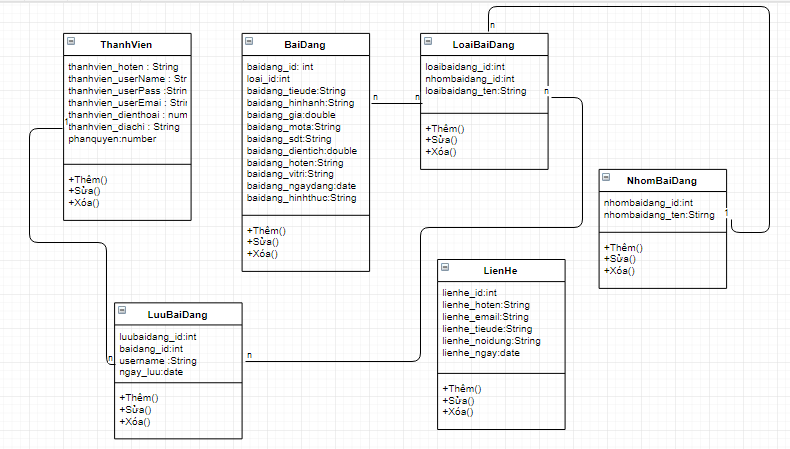 ThanhVien
thanhvien_hoten : String
thanhvien_userName : Str
thanhvien_userPass :String
thanhvien_userEmai : Strin
thanhvien_dienthoai : num
thanhvien_diachi : String
phanquyen:number
+Thêm()
+Sửa()
+Xóa()
1
BaiDang
baidang_id: int
loai_id:int
baidang_tieude:String
baidang_hinhanh:String
baidang_gia:double
baidang_mota:String
baidang_sdt:String
baidang_dientich:double
baidang_hoten:String
baidang_vitri:String
baidang_ngaydang:date
baidang_hinhthuc:String
+Thêm()
+Sửa()
+Xóa()
n
n
LoaiBaiDang
loaibaidang_id:int
nhombaidang_id:int
loaibaidang_ten:String
+Thêm()
+Sửa()
+Xóa()
n
n
NhomBaiDang
nhombaidang_id:int
nhombaidang_ten:Stirng
+Thêm()
+Sửa()
+Xóa()
1
LuuBaiDang
luubaidang_id:int
baidang_id:int
username :String
ngay_luu:date
+Thêm()
+Sửa()
+Xóa()
n
n
LienHe
lienhe_id:int
lienhe_hoten:String
lienhe_email:String
lienhe_tieude:String
lienhe_noidung:String
lienhe_ngay:date
+Thêm()
+Sửa()
+Xóa()